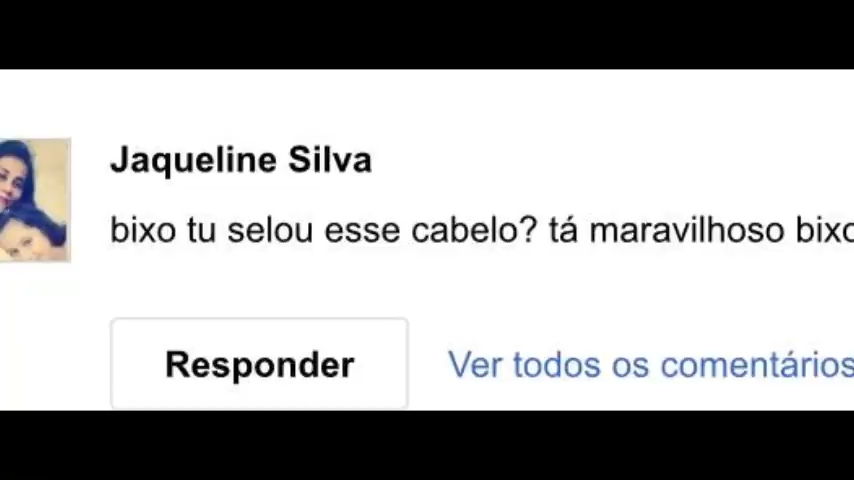 Jaqueline Silva
bixo tu selou esse cabelo? tá maravilhoso bixo
Responder
Ver todos os comentários